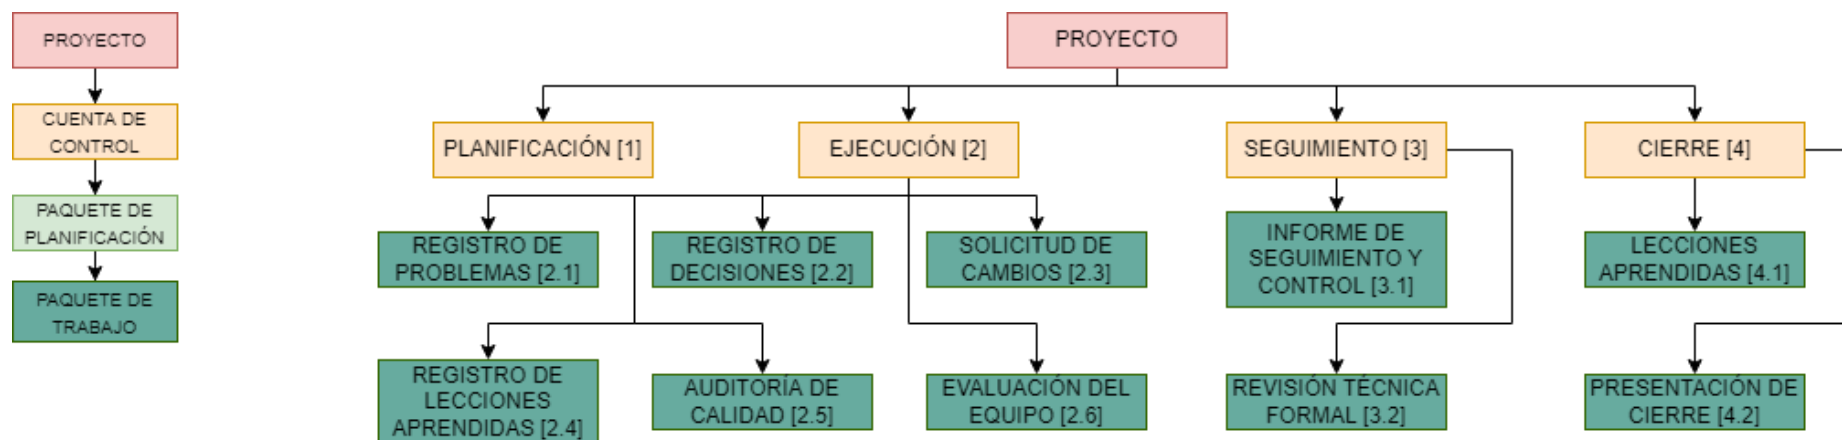 PROYECTO
CUENTA DE
CONTROL
PAQUETE DE
PLANIFICACIÓN
PAQUETE DE
TRABAJO
PROYECTO
PLANIFICACIÓN [1]
EJECUCIÓN [2]
SEGUIMIENTO [3]
CIERRE [4]
REGISTRO DE
PROBLEMAS [2.1]
REGISTRO DE
DECISIONES [2.2]
SOLICITUD DE
CAMBIOS [2.3]
INFORME DE
SEGUIMIENTO Y
CONTROL [3.1]
LECCIONES
APRENDIDAS [4.1]
REGISTRO DE
LECCIONES
APRENDIDAS [2.4]
AUDITORÍA DE
CALIDAD [2.5]
EVALUACIÓN DEL
EQUIPO [2.6]
REVISIÓN TÉCNICA
FORMAL [3.2]
PRESENTACIÓN DE
CIERRE [4.2]